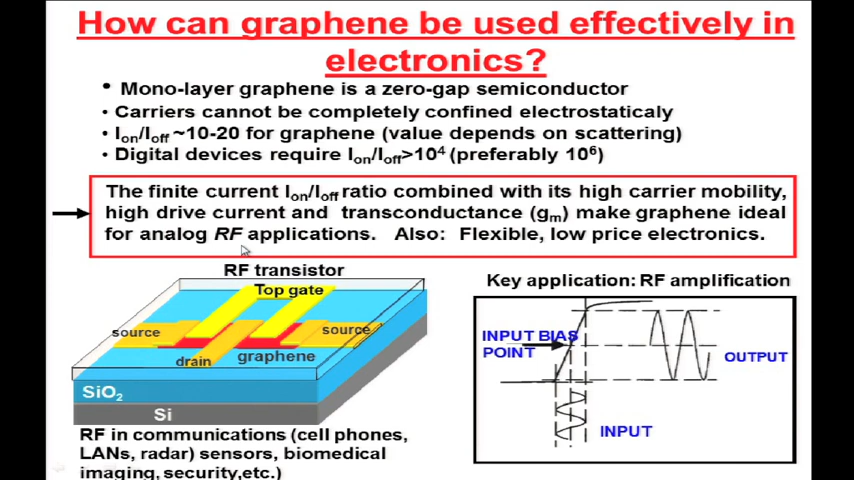 How can graphene be used effectively in
electronics?
• Mono-layer graphene is a zero-gap semiconductor
• Carriers cannot be completely confined electrostaticaly
• Ion/Ioff ~10-20 for graphene (value depends on scattering)
• Digital devices require Ion/Ioff>10⁴ (preferably 10⁶)
The finite current Ion/Ioff ratio combined with its high carrier mobility,
high drive current and transconductance (gm) make graphene ideal
for analog RF applications. Also: Flexible, low price electronics.
RF transistor
Top gate
source
source
drain
graphene
SiO₂
Si
RF in communications (cell phones,
LANs, radar) sensors, biomedical
imaging, security,etc.)
Key application: RF amplification
INPUT BIAS
POINT
OUTPUT
INPUT